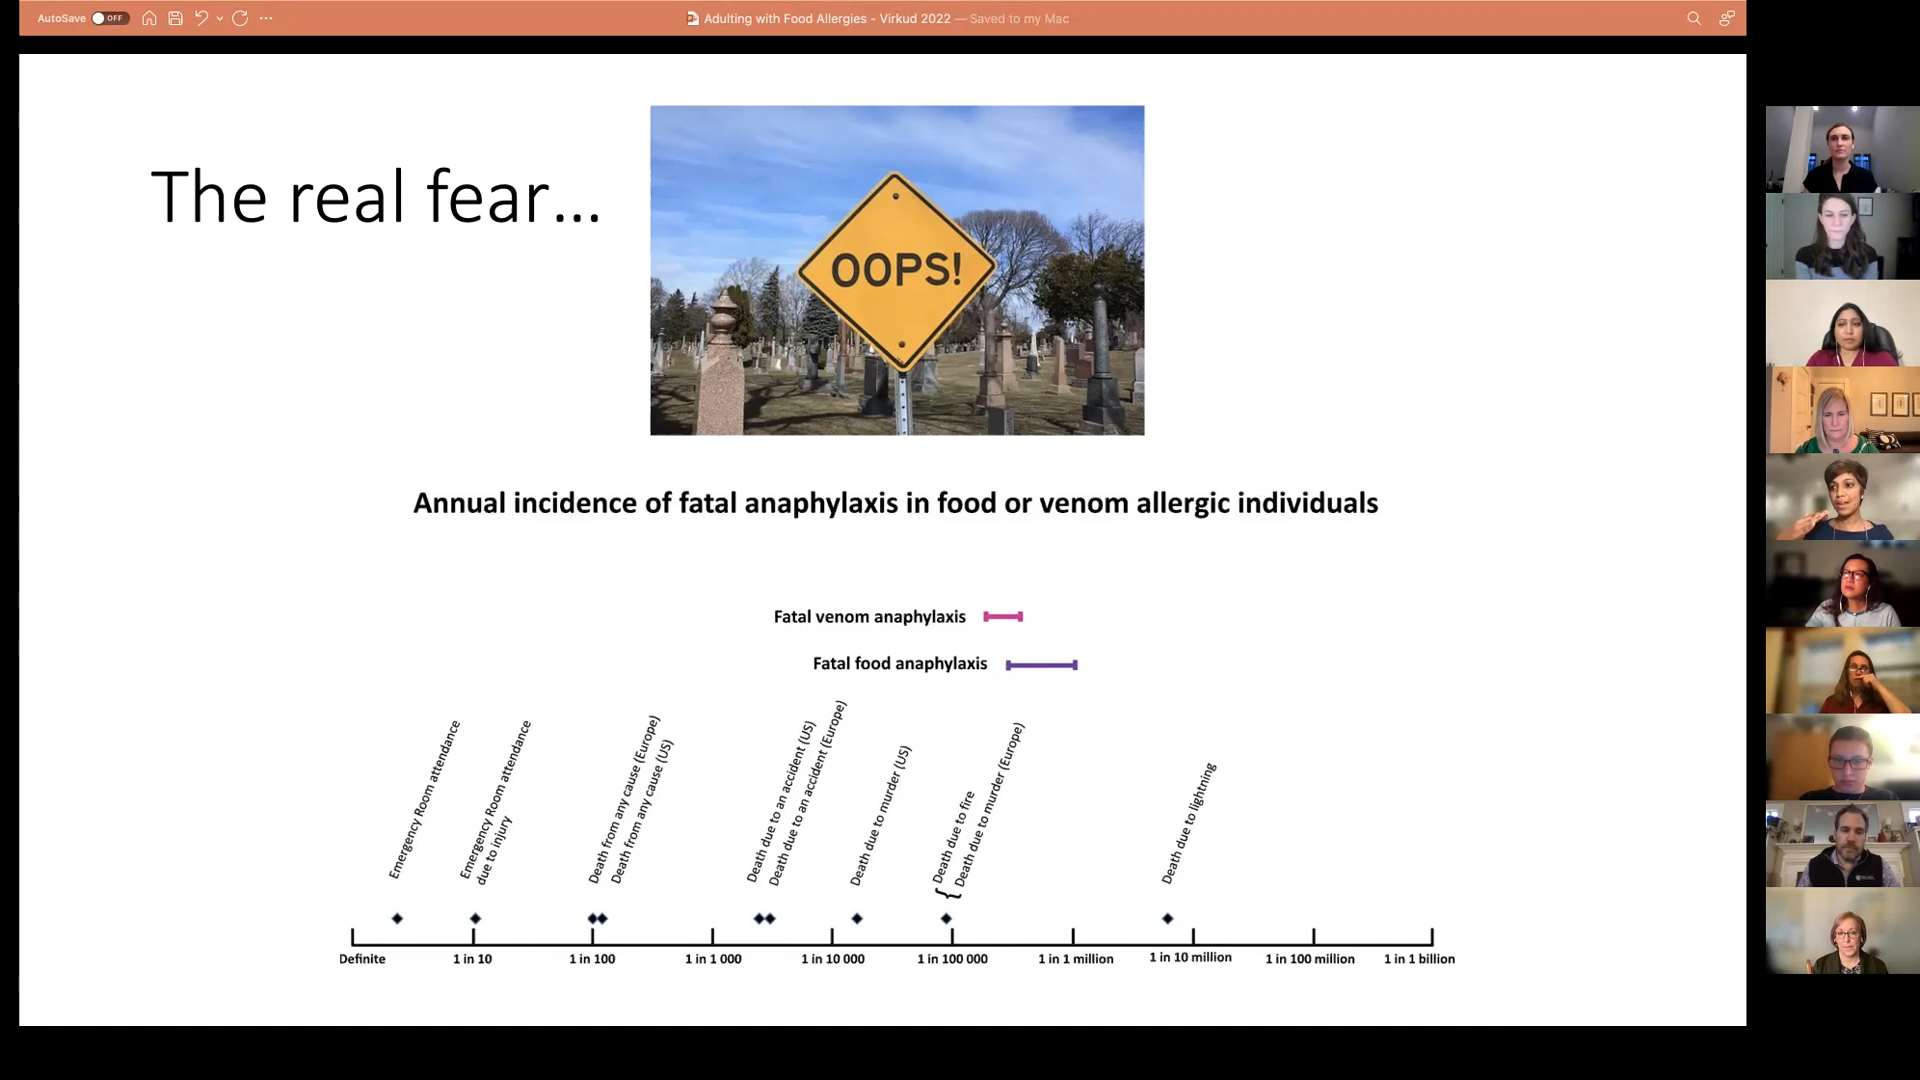 AutoSave OFF
Adulting with Food Allergies - Virkud 2022 — Saved to my Mac
The real fear...
OOPS!
Annual incidence of fatal anaphylaxis in food or venom allergic individuals
Fatal venom anaphylaxis
Fatal food anaphylaxis
Emergency Room attendance
Emergency Room attendance
due to injury
Death from any cause (Europe)
Death from any cause (US)
Death due to an accident (US)
Death due to an accident (Europe)
Death due to murder (US)
Death due to fire
Death due to murder (Europe)
Death due to lightning
Definite
1 in 10
1 in 100
1 in 1 000
1 in 10 000
1 in 100 000
1 in 1 million
1 in 10 million
1 in 100 million
1 in 1 billion